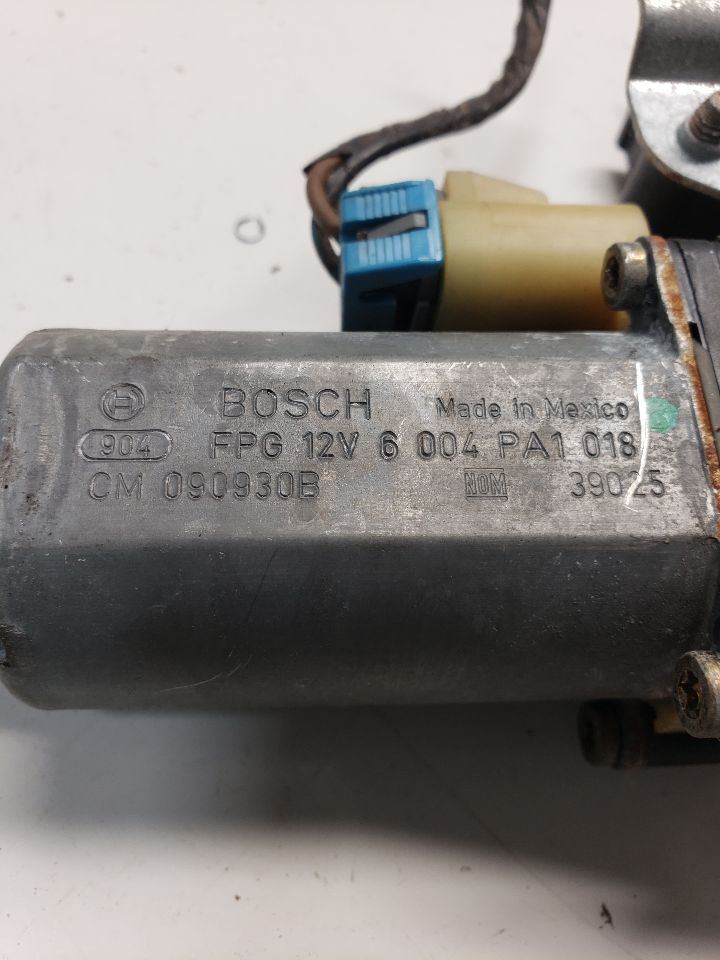 BOSCH Made in Mexico
904 FPG 12V 6 004 PA1 018
CM 090930B NOM 39025